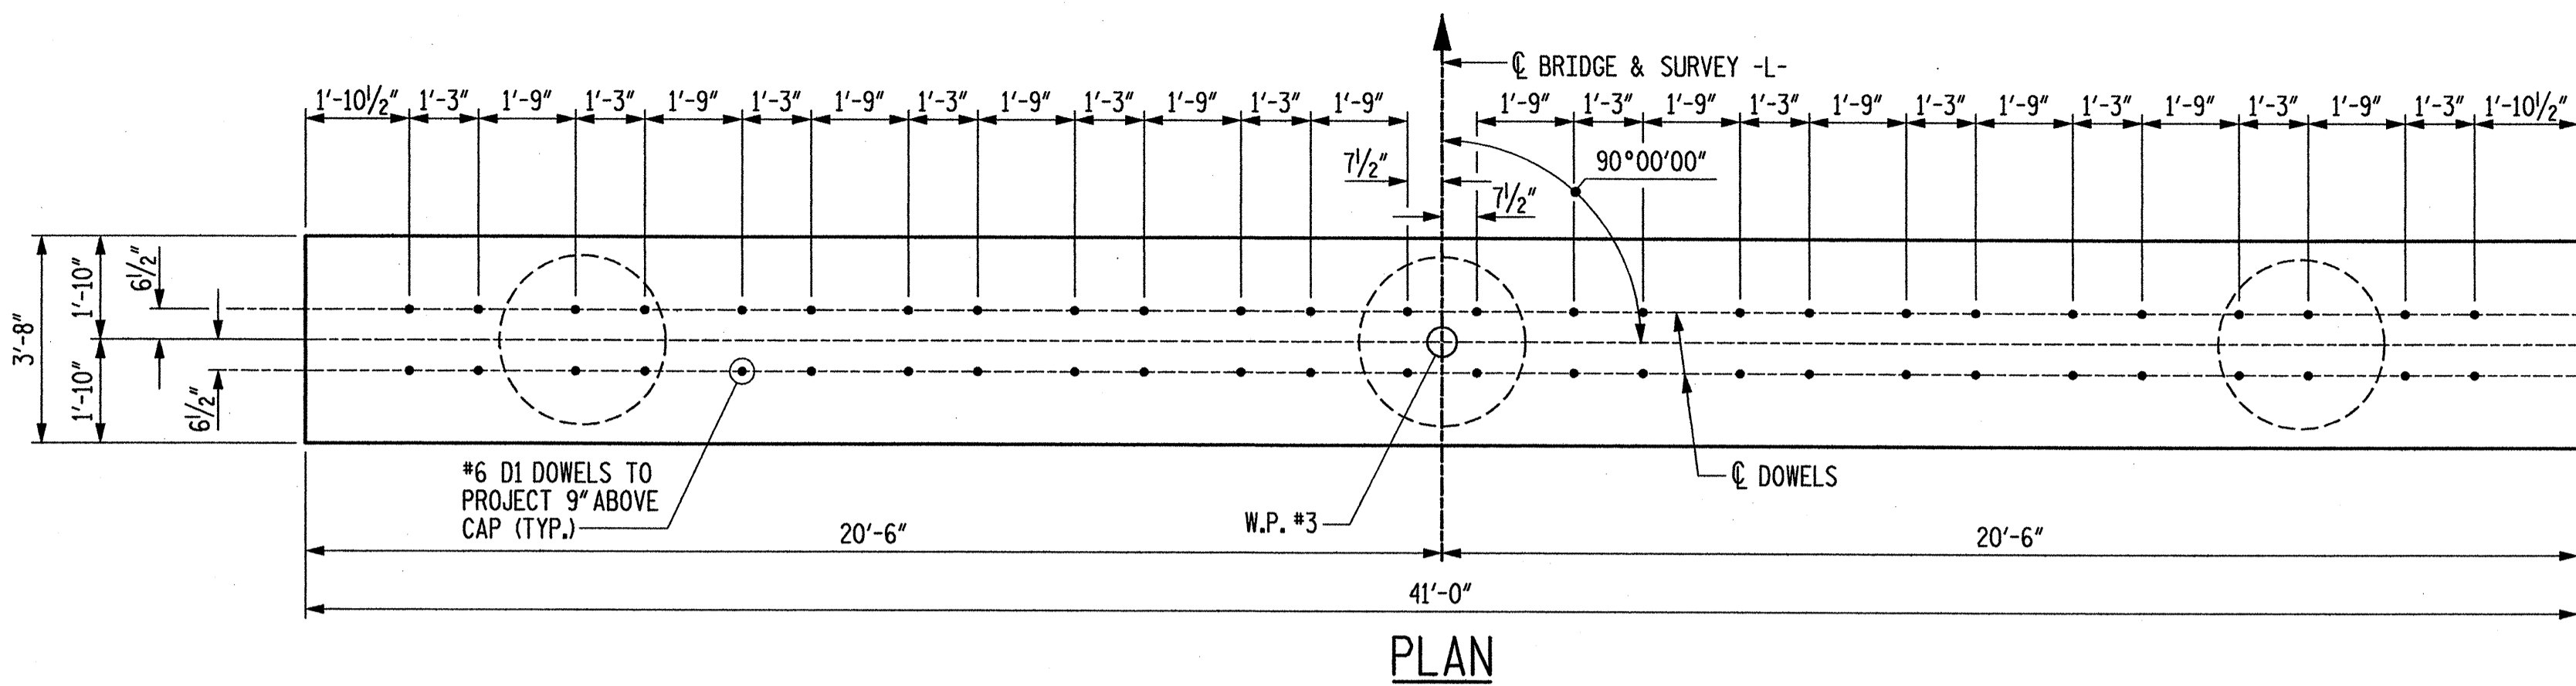 ℄ BRIDGE & SURVEY -L-
1'-10½" 1'-3" 1'-9" 1'-3" 1'-9" 1'-3" 1'-9" 1'-3" 1'-9" 1'-3" 1'-9" 1'-3" 1'-9" 1'-9" 1'-3" 1'-9" 1'-3" 1'-9" 1'-3" 1'-9" 1'-3" 1'-9" 1'-3" 1'-9" 1'-3" 1'-10½"
7½" 90°00'00"
7½"
3'-8"
1'-10"
1'-10"
6½"
6½"
#6 D1 DOWELS TO
PROJECT 9" ABOVE
CAP (TYP.)
W.P. #3
℄ DOWELS
20'-6" 20'-6"
41'-0"
PLAN